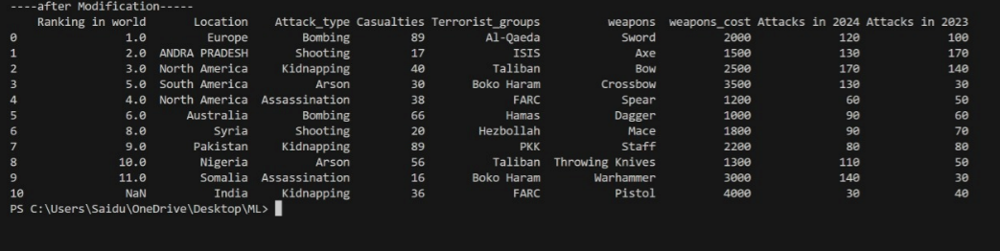 ----after Modification-----
Ranking in world Location Attack_type Casualties Terrorist_groups weapons weapons_cost Attacks in 2024 Attacks in 2023
0 1.0 Europe Bombing 89 Al-Qaeda Sword 2000 120 100
1 2.0 ANDRA PRADESH Shooting 17 ISIS Axe 1500 130 170
2 3.0 North America Kidnapping 40 Taliban Bow 2500 170 140
3 5.0 South America Arson 30 Boko Haram Crossbow 3500 130 30
4 4.0 North America Assassination 38 FARC Spear 1200 60 50
5 6.0 Australia Bombing 66 Hamas Dagger 1000 90 60
6 8.0 Syria Shooting 20 Hezbollah Mace 1800 90 70
7 9.0 Pakistan Kidnapping 89 PKK Staff 2200 80 80
8 10.0 Nigeria Arson 56 Taliban Throwing Knives 1300 110 50
9 11.0 Somalia Assassination 16 Boko Haram Warhammer 3000 140 30
10 NaN India Kidnapping 36 FARC Pistol 4000 30 40
PS C:\Users\Saidu\OneDrive\Desktop\ML>